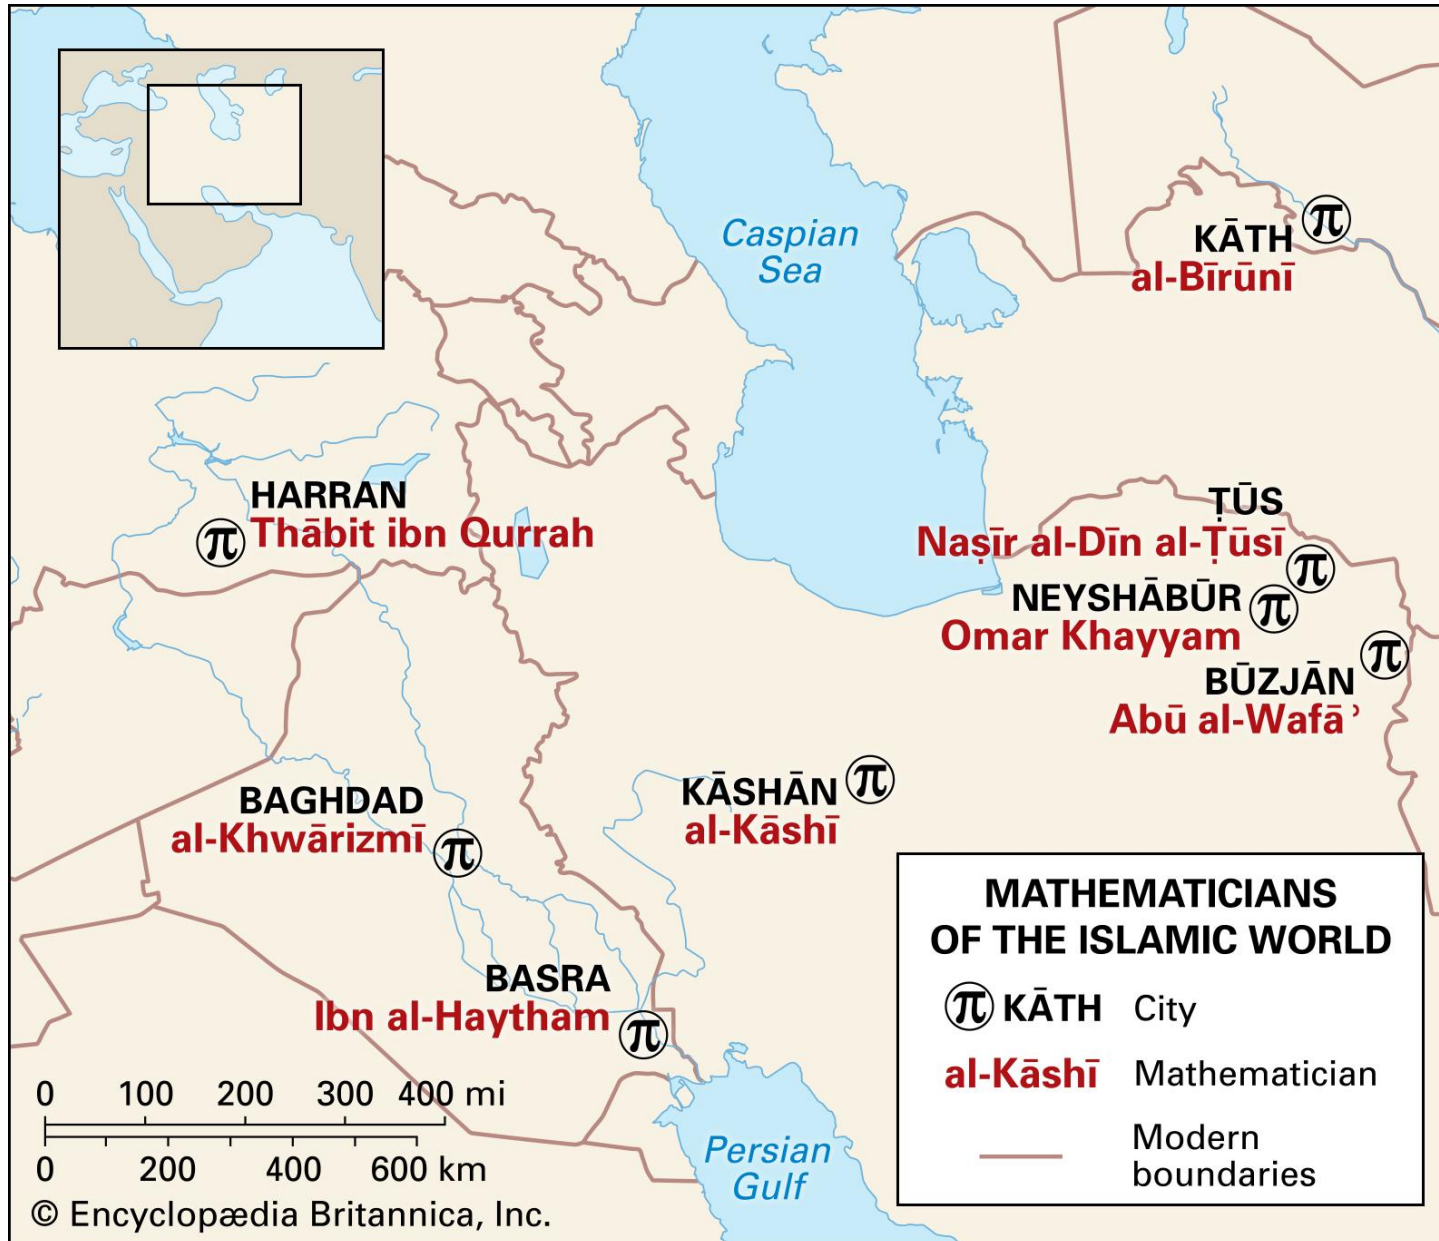 Caspian
Sea
KĀTH
al-Bīrūnī
HARRAN
Thābit ibn Qurrah
ṬŪS
Naṣīr al-Dīn al-Ṭūsī
NEYSHĀBŪR
Omar Khayyam
BŪZJĀN
Abū al-Wafāʾ
KĀSHĀN
al-Kāshī
BAGHDAD
al-Khwārizmī
BASRA
Ibn al-Haytham
Persian
Gulf
MATHEMATICIANS
OF THE ISLAMIC WORLD
π KĀTH City
al-Kāshī Mathematician
Modern
boundaries
0 100 200 300 400 mi
0 200 400 600 km
© Encyclopædia Britannica, Inc.